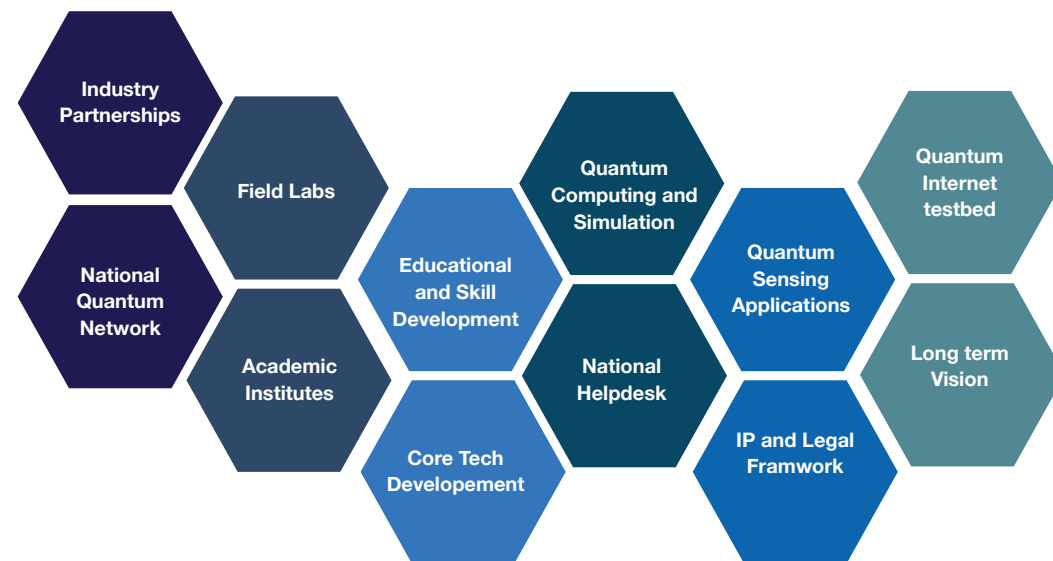 Industry
Partnerships
National
Quantum
Network
Field Labs
Academic
Institutes
Educational
and Skill
Development
Core Tech
Developement
Quantum
Computing and
Simulation
National
Helpdesk
Quantum
Sensing
Applications
IP and Legal
Framwork
Quantum
Internet
testbed
Long term
Vision